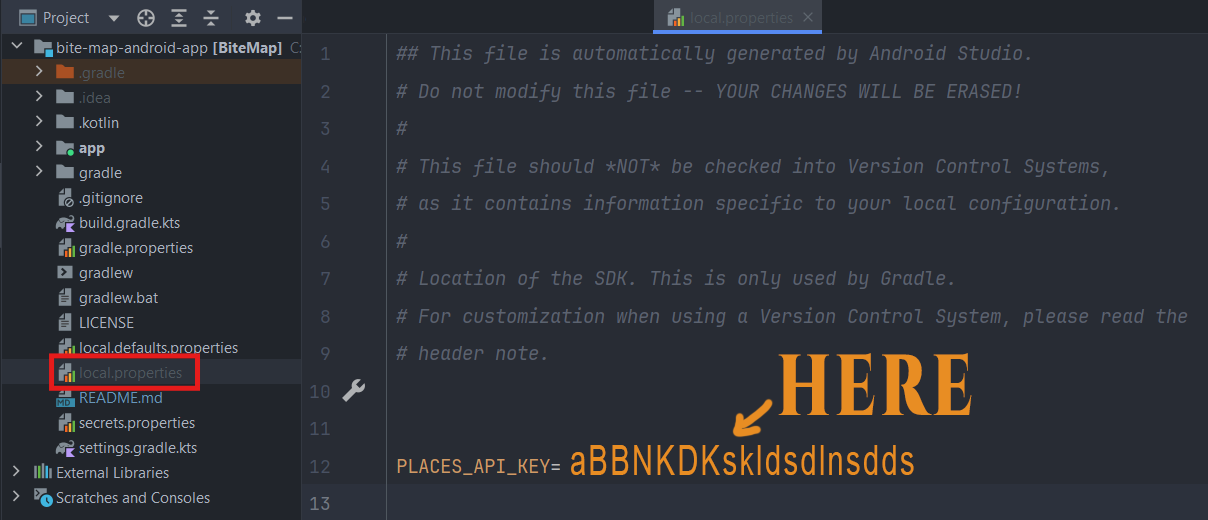 Project
bite-map-android-app [BiteMap]
.gradle
.idea
.kotlin
app
gradle
.gitignore
build.gradle.kts
gradle.properties
gradlew
gradlew.bat
LICENSE
local.defaults.properties
local.properties
README.md
secrets.properties
settings.gradle.kts
External Libraries
Scratches and Consoles
local.properties
1 ## This file is automatically generated by Android Studio.
2 # Do not modify this file -- YOUR CHANGES WILL BE ERASED!
3 #
4 # This file should *NOT* be checked into Version Control Systems,
5 # as it contains information specific to your local configuration.
6 #
7 # Location of the SDK. This is only used by Gradle.
8 # For customization when using a Version Control System, please read the
9 # header note.
10
HERE
11
12 PLACES_API_KEY= aBBNKDKskldsdlnsdds
13